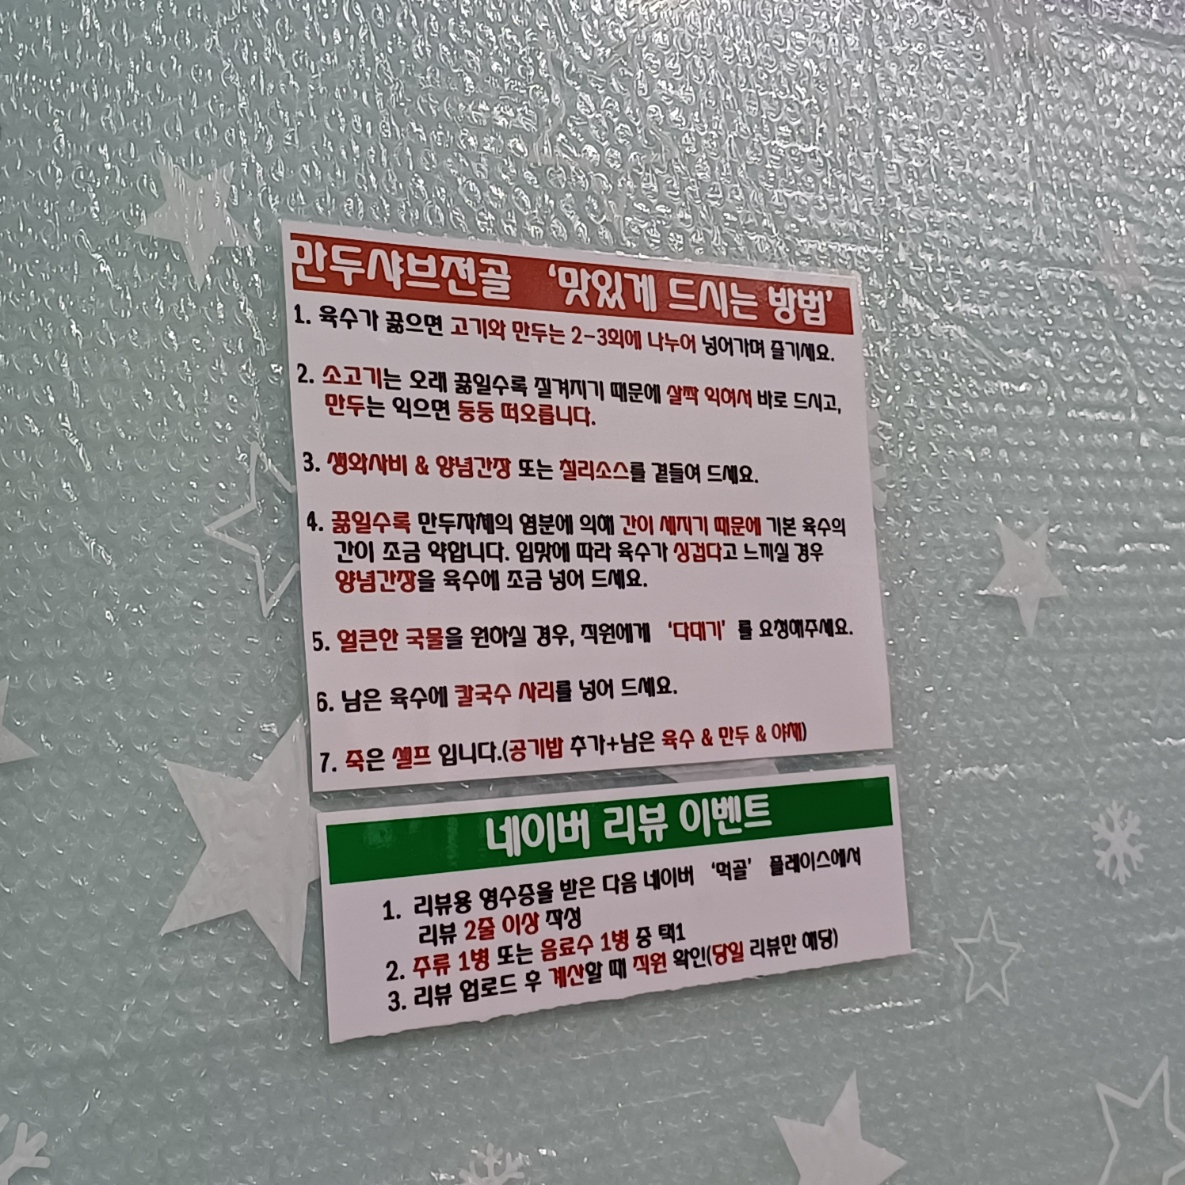 만두샤브전골 '맛있게 드시는 방법'
1. 육수가 끓으면 고기와 만두는 2-3회에 나누어 넣어가며 즐기세요.
2. 소고기는 오래 끓일수록 질겨지기 때문에 살짝 익혀서 바로 드시고,
만두는 익으면 둥둥 떠오릅니다.
3. 생와사비 & 양념간장 또는 칠리소스를 곁들여 드세요.
4. 끓일수록 만두자체의 염분에 의해 간이 세지기 때문에 기본 육수의
간이 조금 약합니다. 입맛에 따라 육수가 싱겁다고 느끼실 경우
양념간장을 육수에 조금 넣어 드세요.
5. 얼큰한 국물을 원하실 경우, 직원에게 '다대기' 를 요청해주세요.
6. 남은 육수에 칼국수 사리를 넣어 드세요.
7. 죽은 셀프 입니다.(공기밥 추가+남은 육수 & 만두 & 야채)
네이버 리뷰 이벤트
1. 리뷰용 영수증을 받은 다음 네이버 '먹골' 플레이스에서
리뷰 2줄 이상 작성
2. 주류 1병 또는 음료수 1병 중 택1
3. 리뷰 업로드 후 계산할 때 직원 확인(당일 리뷰만 해당)